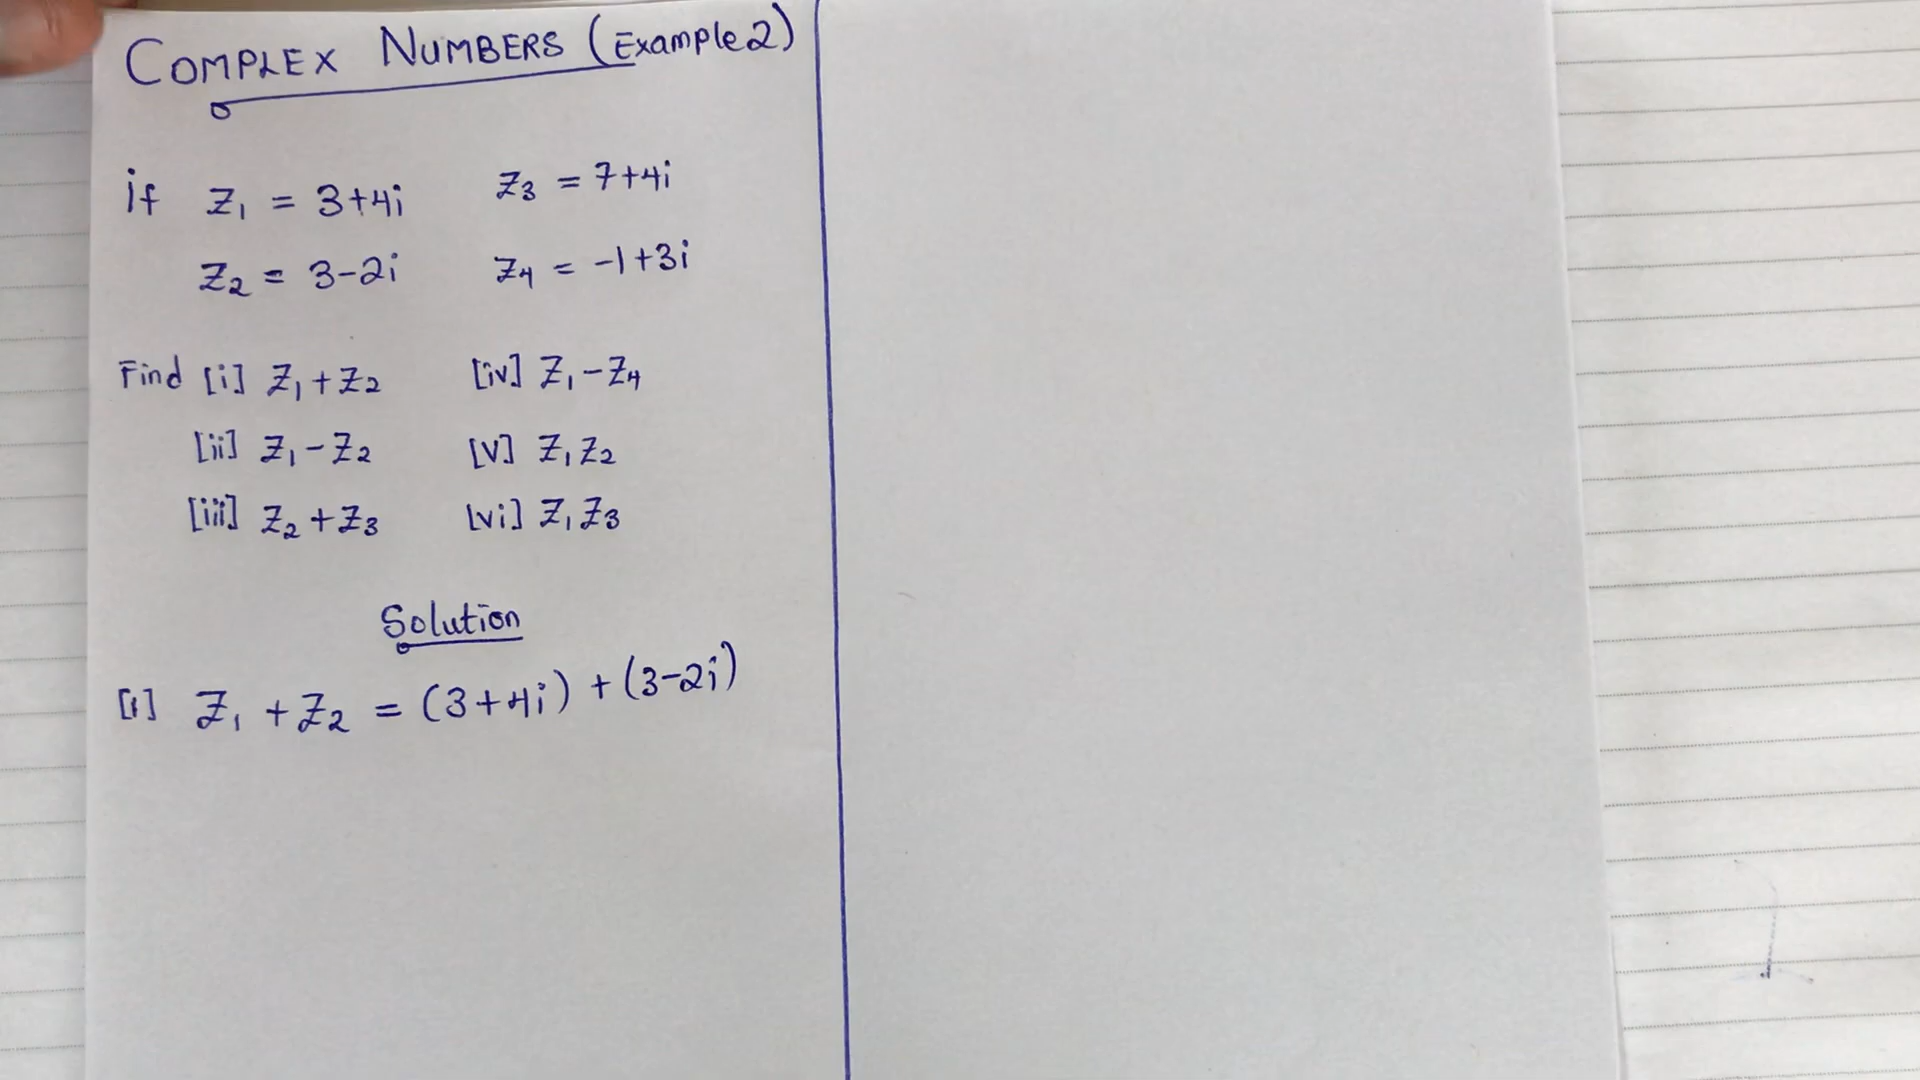 COMPLEX NUMBERS (Example 2)
if Z₁ = 3+4i Z₃ = 7+4i
Z₂ = 3-2i Z₄ = -1+3i
Find [i] Z₁+Z₂ [iv] Z₁-Z₄
[ii] Z₁-Z₂ [V] Z₁Z₂
[iii] Z₂+Z₃ [vi] Z₁Z₃
Solution
[i] Z₁+Z₂ = (3+4i) + (3-2i)